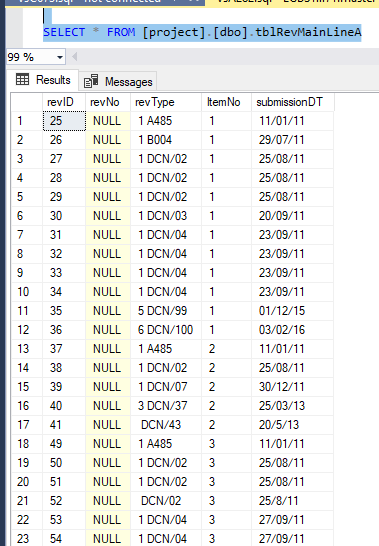 SELECT * FROM [project].[dbo].tblRevMainLineA
99 %
Results Messages
revID revNo revType ItemNo submissionDT
1 25 NULL 1 A485 1 11/01/11
2 26 NULL 1 B004 1 29/07/11
3 27 NULL 1 DCN/02 1 25/08/11
4 28 NULL 1 DCN/02 1 25/08/11
5 29 NULL 1 DCN/02 1 25/08/11
6 30 NULL 1 DCN/03 1 20/09/11
7 31 NULL 1 DCN/04 1 23/09/11
8 32 NULL 1 DCN/04 1 23/09/11
9 33 NULL 1 DCN/04 1 23/09/11
10 34 NULL 1 DCN/04 1 23/09/11
11 35 NULL 5 DCN/99 1 01/12/15
12 36 NULL 6 DCN/100 1 03/02/16
13 37 NULL 1 A485 2 11/01/11
14 38 NULL 1 DCN/02 2 25/08/11
15 39 NULL 1 DCN/07 2 30/12/11
16 40 NULL 3 DCN/37 2 25/03/13
17 41 NULL DCN/43 2 20/5/13
18 49 NULL 1 A485 3 11/01/11
19 50 NULL 1 DCN/02 3 25/08/11
20 51 NULL 1 DCN/02 3 25/08/11
21 52 NULL DCN/02 3 25/8/11
22 53 NULL 1 DCN/04 3 27/09/11
23 54 NULL 1 DCN/04 3 27/09/11